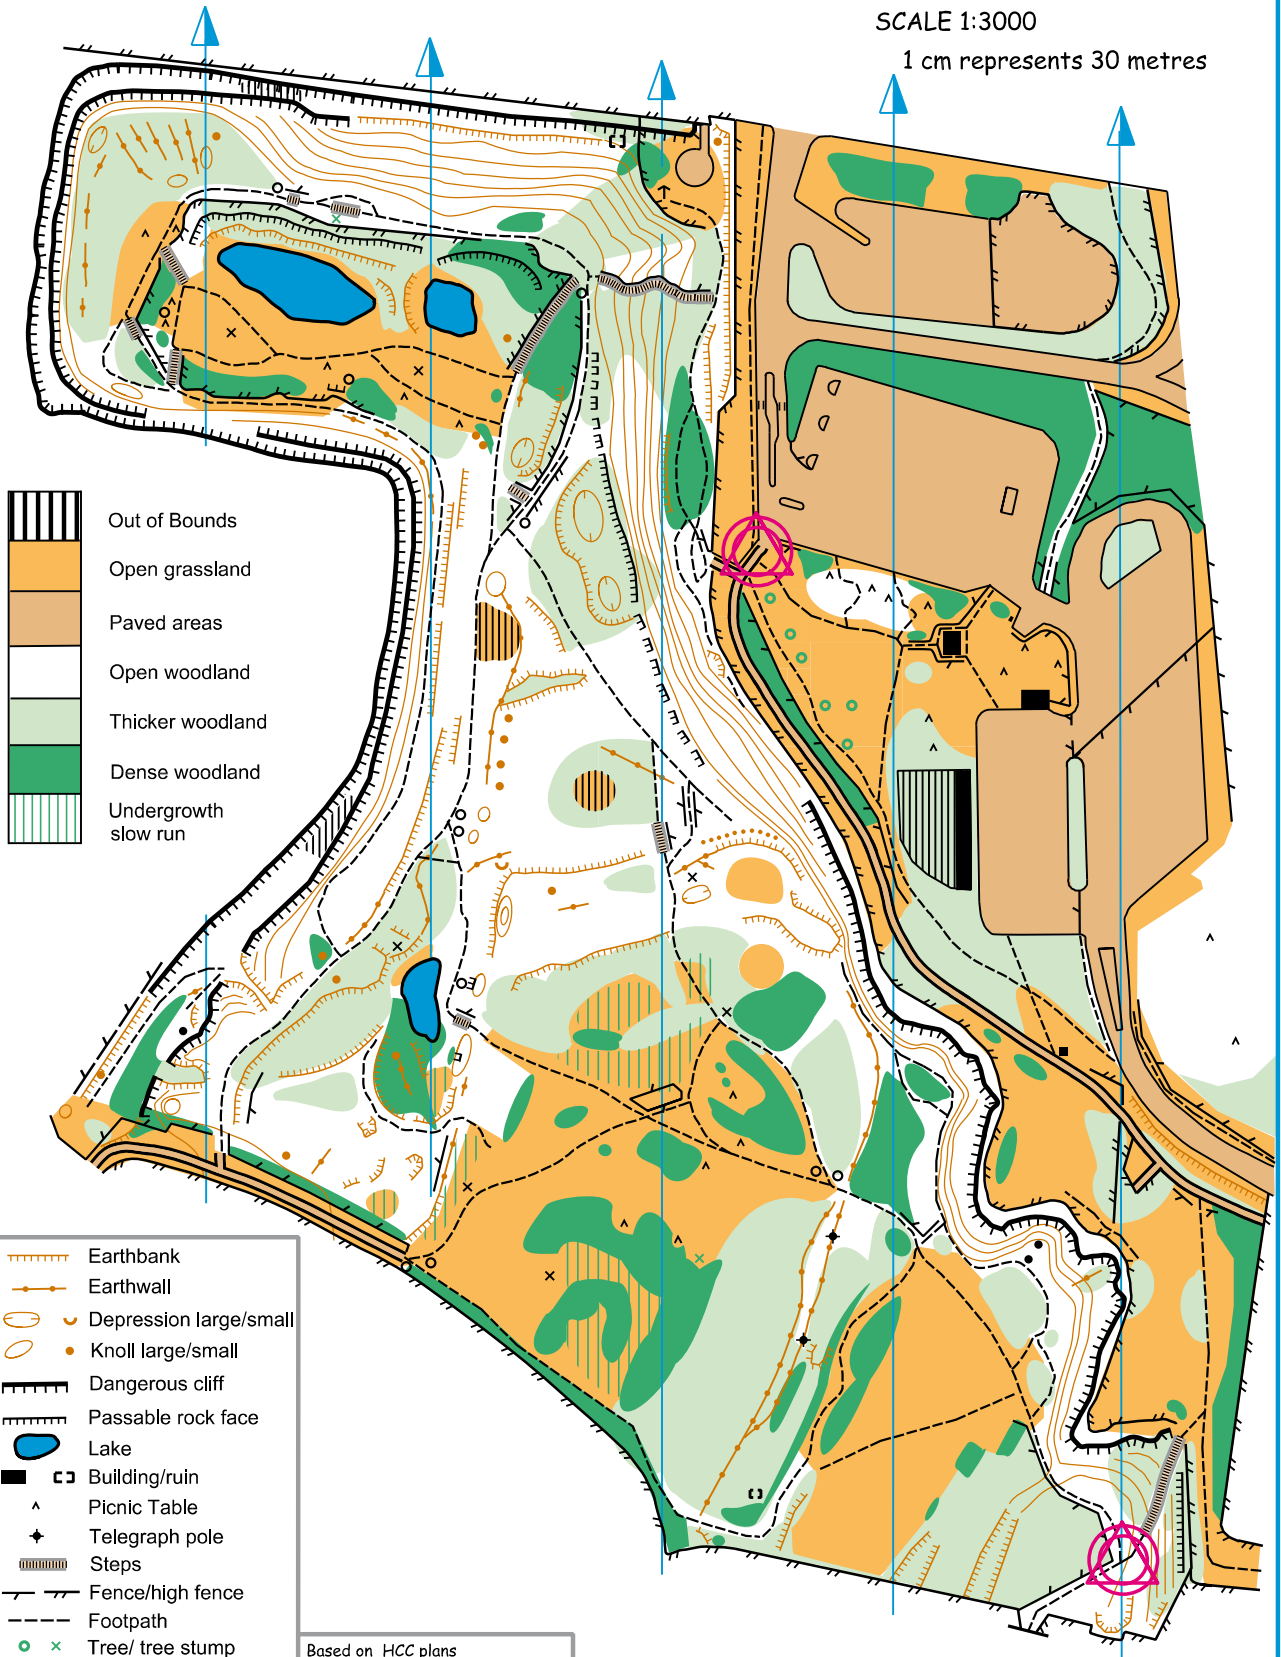 SCALE 1:3000
1 cm represents 30 metres
Out of Bounds
Open grassland
Paved areas
Open woodland
Thicker woodland
Dense woodland
Undergrowth
slow run
Earthbank
Earthwall
Depression large/small
Knoll large/small
Dangerous cliff
Passable rock face
Lake
Building/ruin
Picnic Table
Telegraph pole
Steps
Fence/high fence
Footpath
Tree/ tree stump
Based on HCC plans